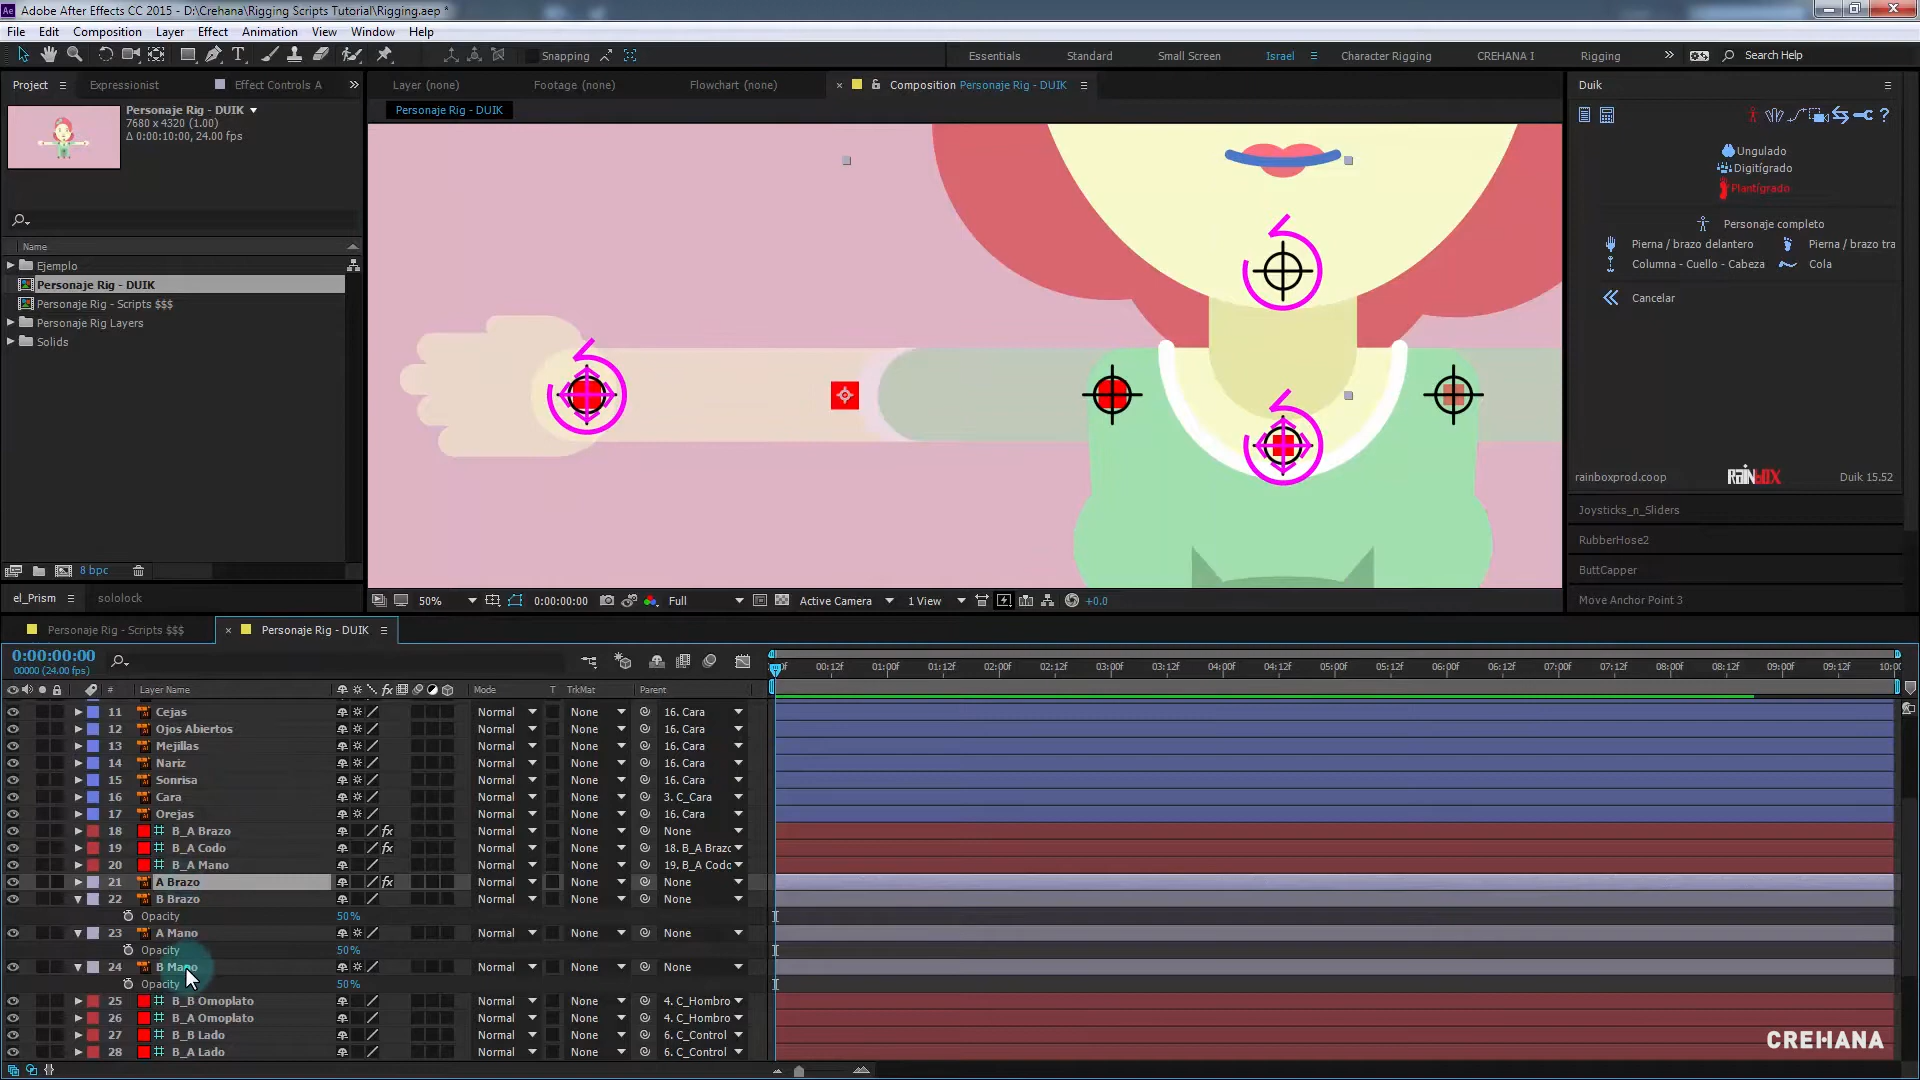 Adobe After Effects CC 2015 - D:\Crehana\Rigging Scripts Tutorial\Rigging.aep *
File Edit Composition Layer Effect Animation View Window Help
Snapping Essentials Standard Small Screen Israel Character Rigging CREHANA I Rigging Search Help
Project Expressionist Effect Controls A Layer (none) Footage (none) Flowchart (none) Composition Personaje Rig - DUIK Duik
Personaje Rig - DUIK
Personaje Rig - DUIK
7680 x 4320 (1.00)
Δ 0:00:10:00, 24.00 fps
Ungulado
Digitígrado
Plantígrado
Personaje completo
Pierna / brazo delantero Pierna / brazo tra
Columna - Cuello - Cabeza Cola
Cancelar
Name
Ejemplo
Personaje Rig - DUIK
Personaje Rig - Scripts $$$
Personaje Rig Layers
Solids
rainboxprod.coop RAINBOX Duik 15.52
Joysticks_n_Sliders
RubberHose2
ButtCapper
Move Anchor Point 3
8 bpc
el_Prism sololock
50% 0:00:00:00 Full Active Camera 1 View +0.0
Personaje Rig - Scripts $$$ Personaje Rig - DUIK
0:00:00:00
00000 (24.00 fps)
00:12f 01:00f 01:12f 02:00f 02:12f 03:00f 03:12f 04:00f 04:12f 05:00f 05:12f 06:00f 06:12f 07:00f 07:12f 08:00f 08:12f 09:00f 09:12f 10:00
# Layer Name Mode T TrkMat Parent
11 Cejas Normal None 16. Cara
12 Ojos Abiertos Normal None 16. Cara
13 Mejillas Normal None 16. Cara
14 Nariz Normal None 16. Cara
15 Sonrisa Normal None 16. Cara
16 Cara Normal None 3. C_Cara
17 Orejas Normal None 16. Cara
18 B_A Brazo fx Normal None None
19 B_A Codo fx Normal None 18. B_A Brazo
20 B_A Mano Normal None 19. B_A Codo
21 A Brazo fx Normal None None
22 B Brazo Normal None None
Opacity 50%
23 A Mano Normal None None
Opacity 50%
24 B Mano Normal None None
Opacity 50%
25 B_B Omoplato Normal None 4. C_Hombro
26 B_A Omoplato Normal None 4. C_Hombro
27 B_B Lado Normal None 6. C_Control
28 B_A Lado Normal None 6. C_Control
CREHANA